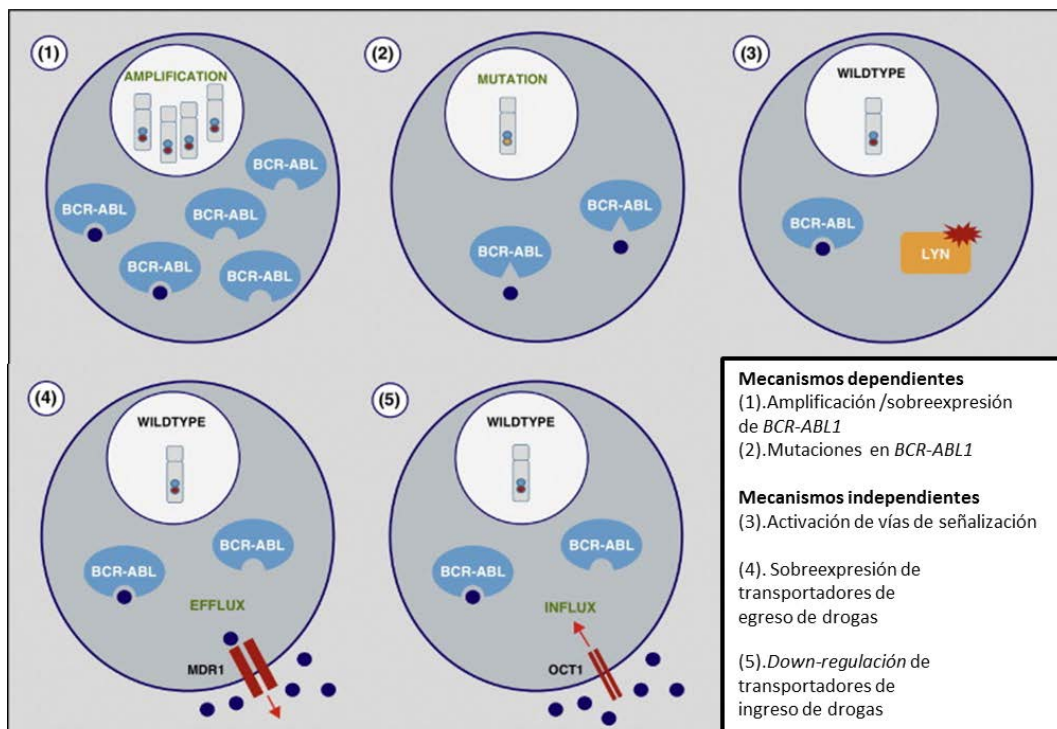 (1)
AMPLIFICATION
BCR-ABL
BCR-ABL
BCR-ABL
BCR-ABL
BCR-ABL
(2)
MUTATION
BCR-ABL
BCR-ABL
(3)
WILDTYPE
BCR-ABL
LYN
(4)
WILDTYPE
BCR-ABL
BCR-ABL
EFFLUX
MDR1
(5)
WILDTYPE
BCR-ABL
BCR-ABL
INFLUX
OCT1
Mecanismos dependientes
(1).Amplificación /sobreexpresión
de BCR-ABL1
(2).Mutaciones en BCR-ABL1
Mecanismos independientes
(3).Activación de vías de señalización
(4). Sobreexpresión de
transportadores de
egreso de drogas
(5).Down-regulación de
transportadores de
ingreso de drogas